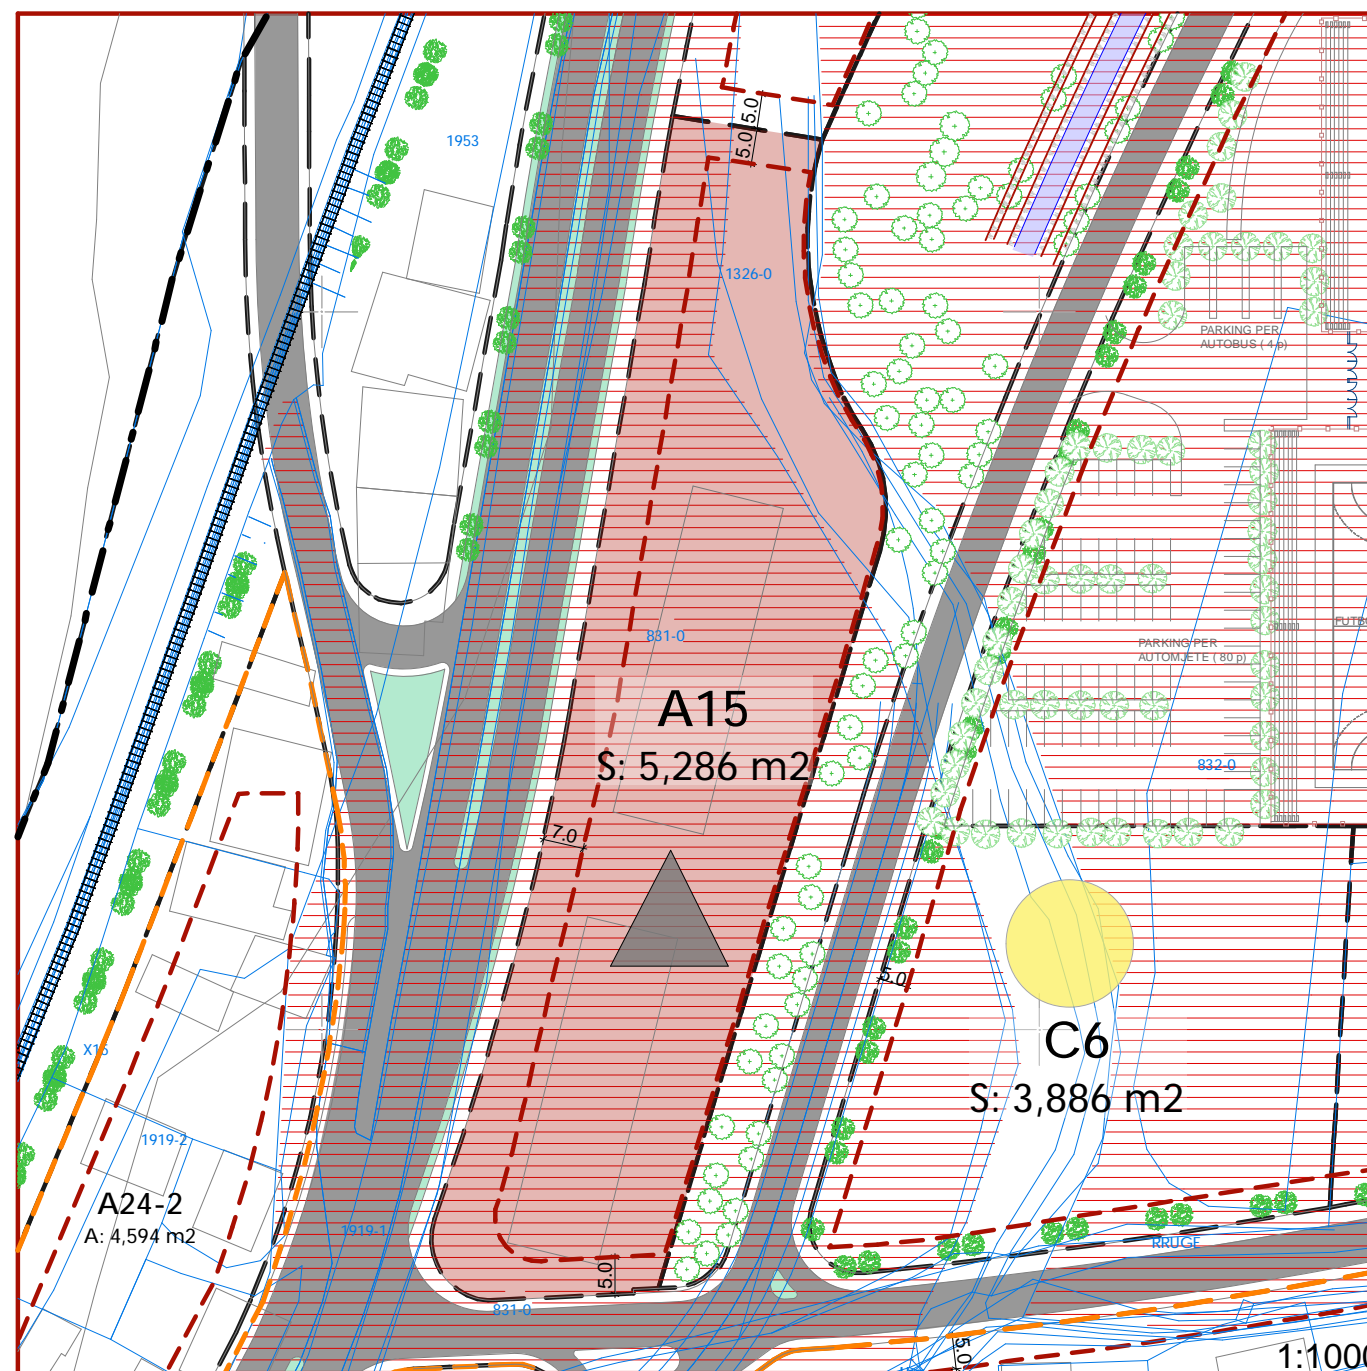 5.0
5.0
1953
1326-0
PARKING PER
AUTOBUS ( 4 p)
831-0
PARKING PER
AUTOMJETE ( 80 p)
A15
S: 5,286 m2
832-0
7.0
5.0
C6
S: 3,886 m2
X16
1919-2
A24-2
A: 4,594 m2
1919-1
RRUGE
5.0
831-0
5.0